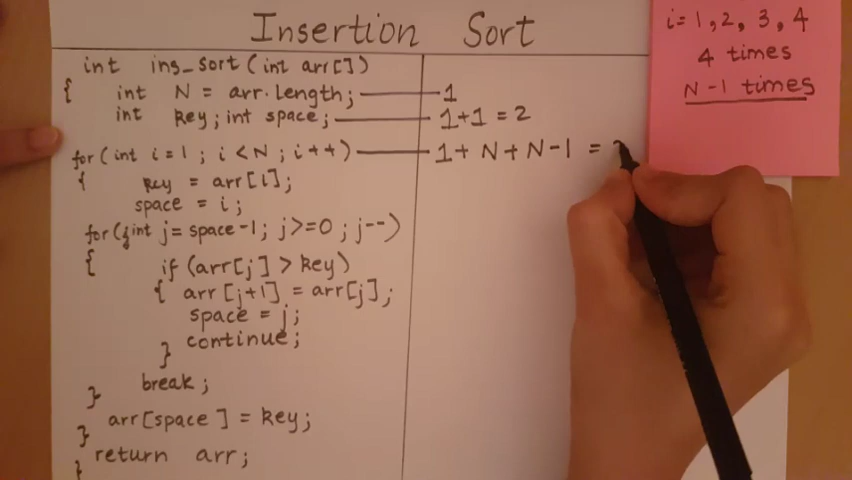 Insertion Sort
i = 1, 2, 3, 4
4 times
N-1 times
int ins_sort (int arr[])
{ int N = arr.length; 1
int key; int space; 1+1 = 2
for (int i=1; i<N; i++) 1 + N + N-1 =
{ key = arr[i];
space = i;
for (int j = space-1; j>=0; j--)
{ if (arr[j] > key)
{ arr[j+1] = arr[j];
space = j;
continue;
}
break;
}
arr[space] = key;
}
return arr;
}